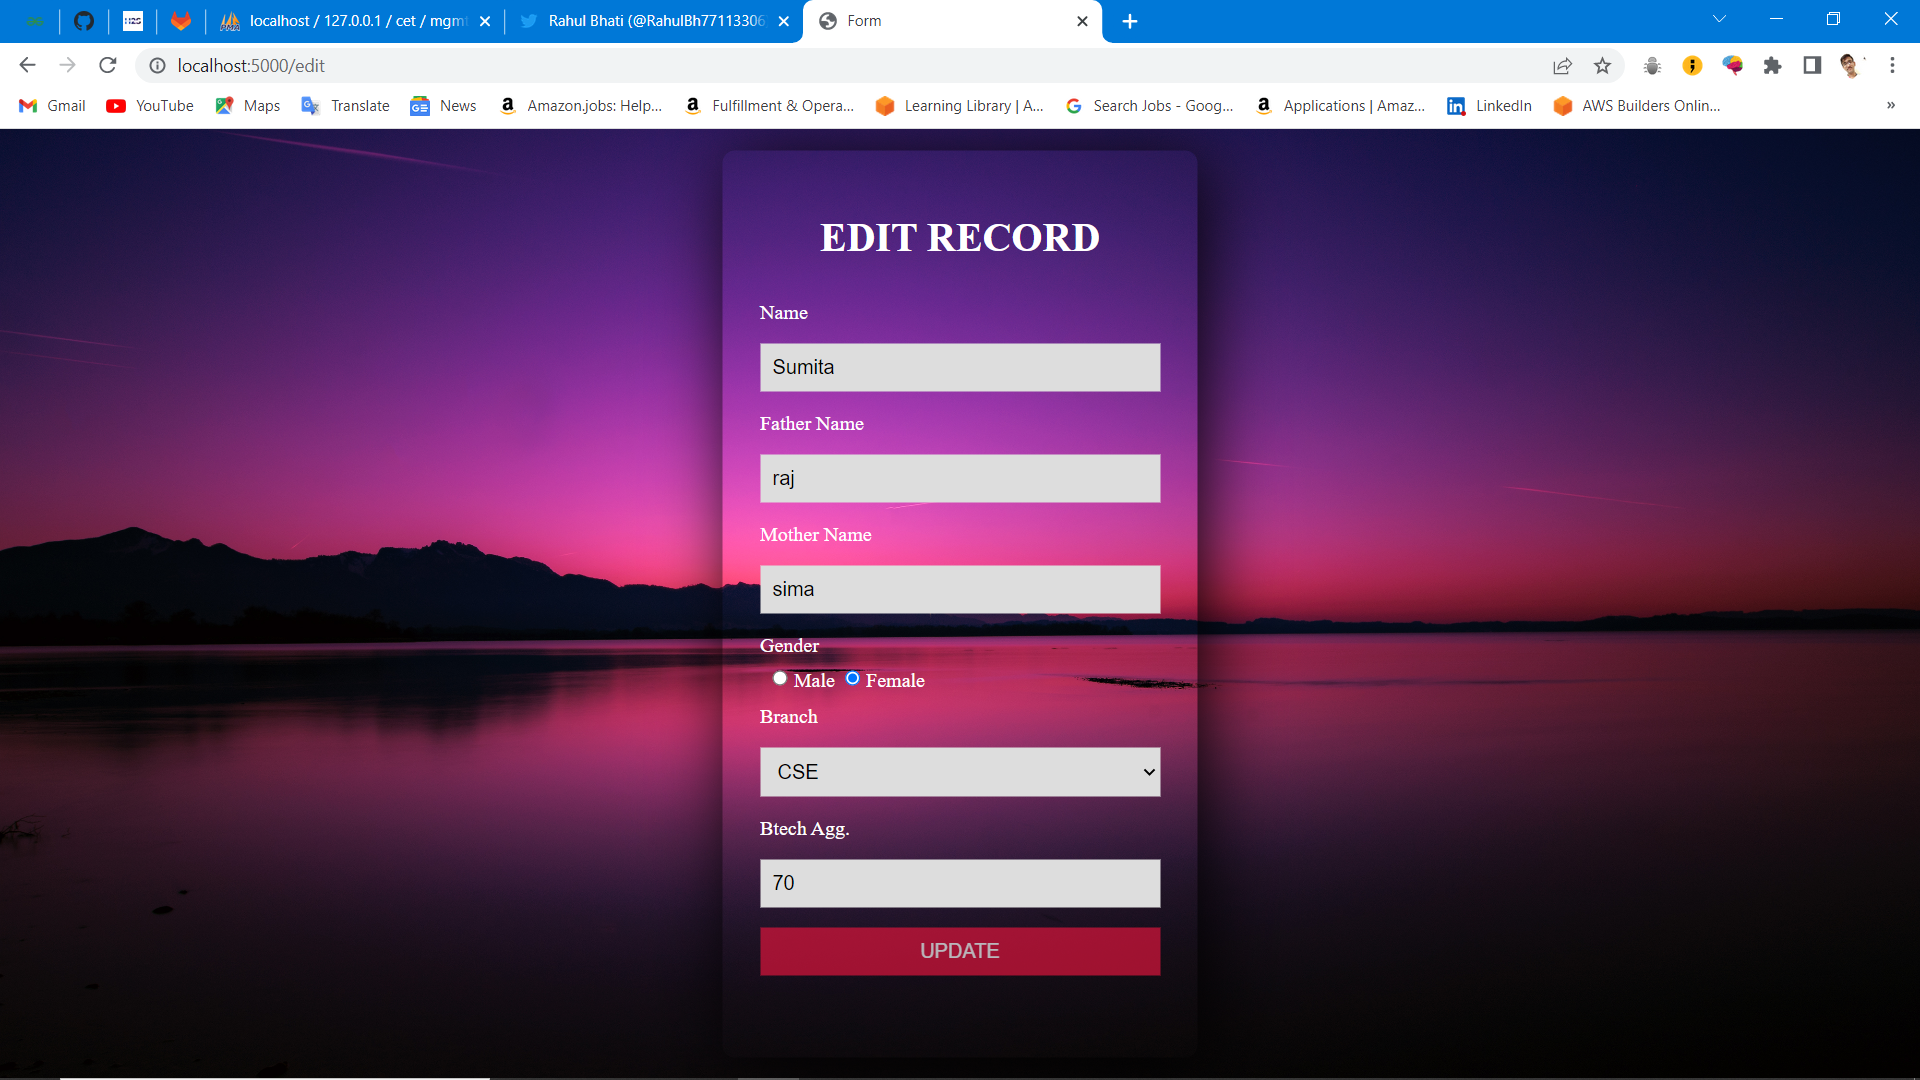 localhost / 127.0.0.1 / cet / mgmt
Rahul Bhati (@RahulBh77113306
Form
localhost:5000/edit
Gmail YouTube Maps Translate News Amazon.jobs: Help... Fulfillment & Opera... Learning Library | A... Search Jobs - Goog... Applications | Amaz... LinkedIn AWS Builders Onlin... »
EDIT RECORD
Name
Sumita
Father Name
raj
Mother Name
sima
Gender
Male Female
Branch
CSE
Btech Agg.
70
UPDATE